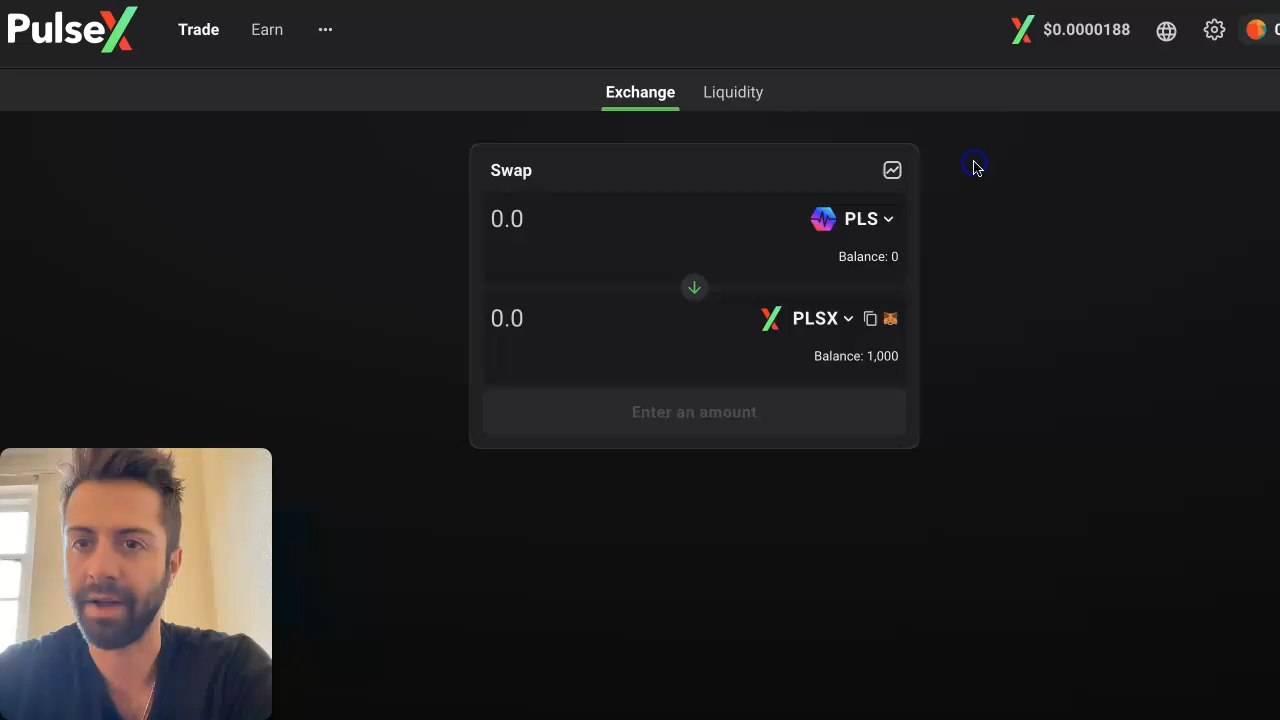 PulseX
Trade
Earn
$0.0000188
Exchange
Liquidity
Swap
0.0
PLS
Balance: 0
0.0
PLSX
Balance: 1,000
Enter an amount